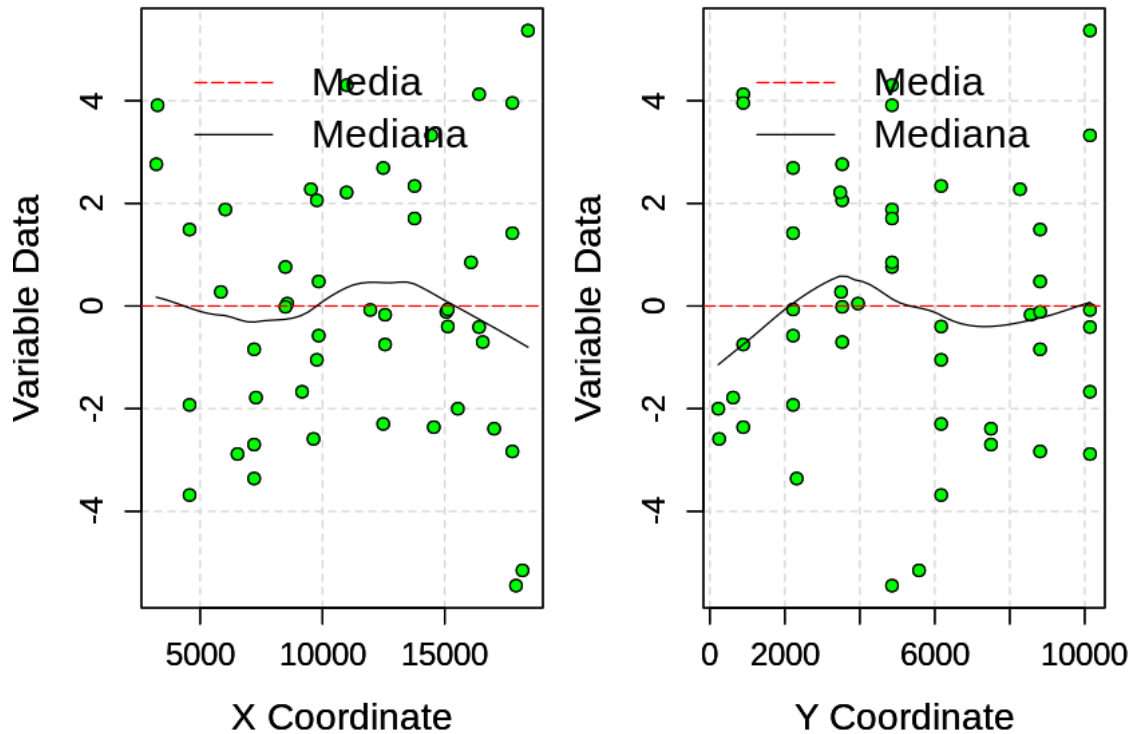 Media
Mediana
4
2
0
-2
-4
Variable Data
5000 10000 15000
X Coordinate
Media
Mediana
4
2
0
-2
-4
Variable Data
0 2000 6000 10000
Y Coordinate